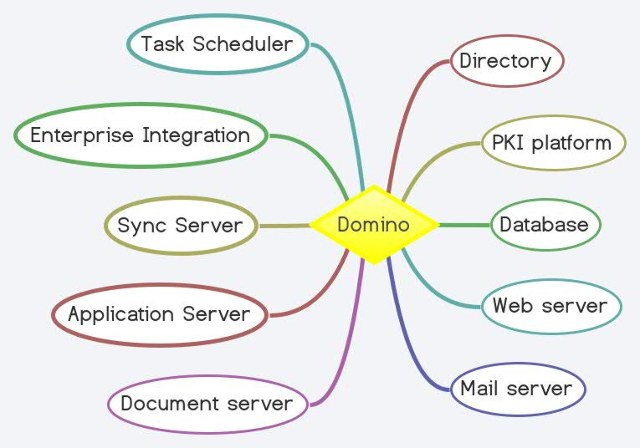 Task Scheduler
Directory
Enterprise Integration
PKI platform
Sync Server
Domino
Database
Application Server
Web server
Document server
Mail server